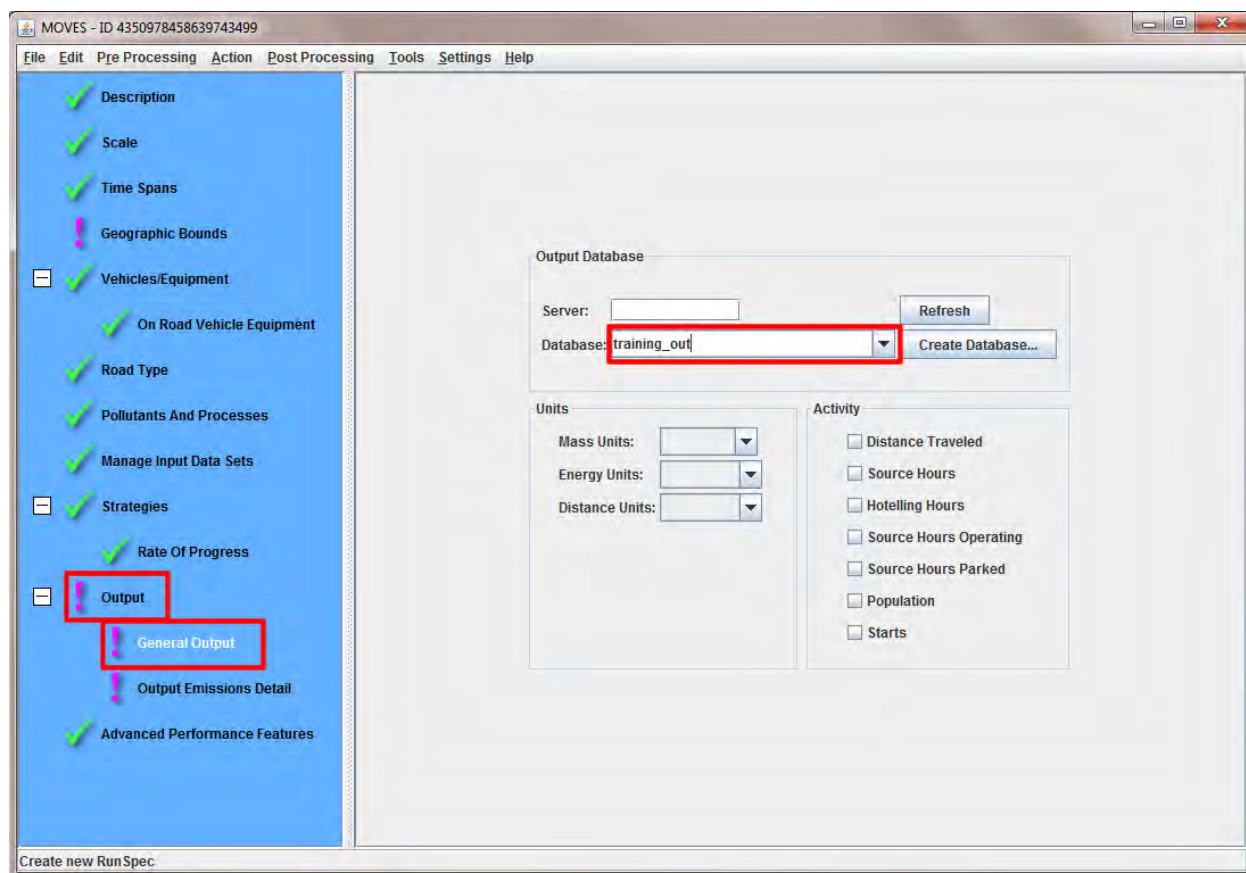 MOVES - ID 4350978458639743499
File Edit Pre Processing Action Post Processing Tools Settings Help
Description
Scale
Time Spans
Geographic Bounds
Vehicles/Equipment
On Road Vehicle Equipment
Road Type
Pollutants And Processes
Manage Input Data Sets
Strategies
Rate Of Progress
Output
General Output
Output Emissions Detail
Advanced Performance Features
Output Database
Server:
Refresh
Database: training_out
Create Database...
Units
Mass Units:
Energy Units:
Distance Units:
Activity
Distance Traveled
Source Hours
Hotelling Hours
Source Hours Operating
Source Hours Parked
Population
Starts
Create new RunSpec